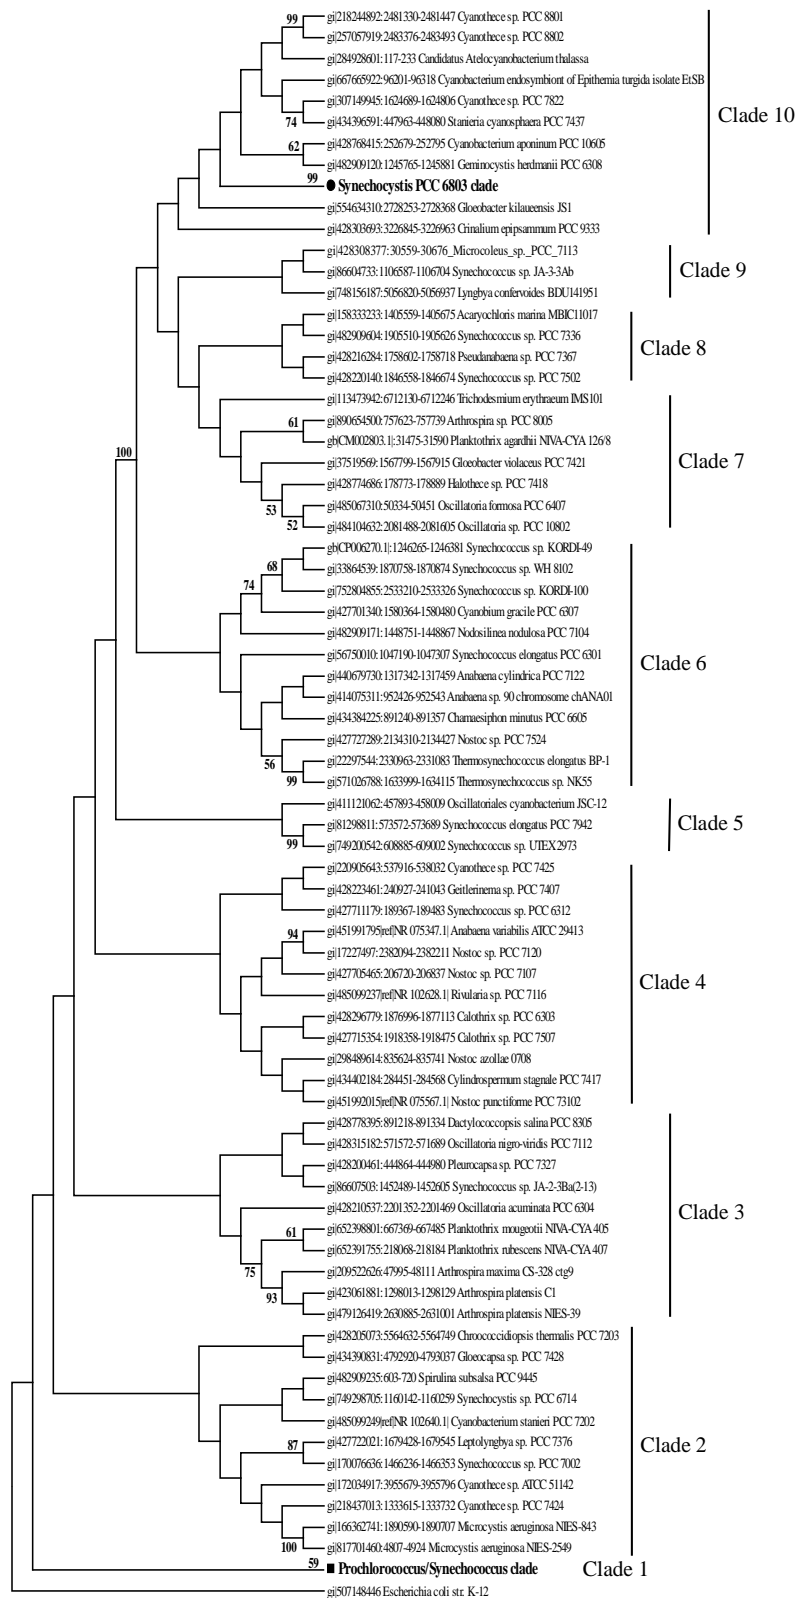 99
gi|218244892:2481330-2481447 Cyanothece sp. PCC 8801
gi|257057919:2483376-2483493 Cyanothece sp. PCC 8802
gi|284928601:117-233 Candidatus Atelocyanobacterium thalassa
gi|667665922:96201-96318 Cyanobacterium endosymbiont of Epithemia turgida isolate EtSB
gi|307149945:1624689-1624806 Cyanothece sp. PCC 7822
74
gi|434396591:447963-448080 Stanieria cyanosphaera PCC 7437
Clade 10
gi|428768415:252679-252795 Cyanobacterium aponinum PCC 10605
62
gi|482909120:1245765-1245881 Geminocystis herdmanii PCC 6308
99
Synechocystis PCC 6803 clade
gi|554634310:2728253-2728368 Gloeobacter kilaueensis JS1
gi|428303693:3226845-3226963 Crinalium epipsammum PCC 9333
gi|428308377:30559-30676_Microcoleus_sp._PCC_7113
gi|86604733:1106587-1106704 Synechococcus sp. JA-3-3Ab
Clade 9
gi|748156187:5056820-5056937 Lyngbya confervoides BDU141951
gi|158333233:1405559-1405675 Acaryochloris marina MBIC11017
gi|482909604:1905510-1905626 Synechococcus sp. PCC 7336
Clade 8
gi|428216284:1758602-1758718 Pseudanabaena sp. PCC 7367
gi|428220140:1846558-1846674 Synechococcus sp. PCC 7502
gi|113473942:6712130-6712246 Trichodesmium erythraeum IMS101
61
gi|890654500:757623-757739 Arthrospira sp. PCC 8005
gb|CM002803.1|:31475-31590 Planktothrix agardhii NIVA-CYA 126/8
100
gi|37519569:1567799-1567915 Gloeobacter violaceus PCC 7421
Clade 7
gi|428774686:178773-178889 Halothece sp. PCC 7418
53
gi|485067310:50334-50451 Oscillatoria formosa PCC 6407
52
gi|484104632:2081488-2081605 Oscillatoria sp. PCC 10802
gb|CP006270.1|:1246265-1246381 Synechococcus sp. KORDI-49
68
gi|33864539:1870758-1870874 Synechococcus sp. WH 8102
74
gi|752804855:2533210-2533326 Synechococcus sp. KORDI-100
gi|427701340:1580364-1580480 Cyanobium gracile PCC 6307
gi|482909171:1448751-1448867 Nodosilinea nodulosa PCC 7104
gi|56750010:1047190-1047307 Synechococcus elongatus PCC 6301
Clade 6
gi|440679730:1317342-1317459 Anabaena cylindrica PCC 7122
gi|414075311:952426-952543 Anabaena sp. 90 chromosome chANA01
gi|434384225:891240-891357 Chamaesiphon minutus PCC 6605
gi|427727289:2134310-2134427 Nostoc sp. PCC 7524
56
gi|22297544:2330963-2331083 Thermosynechococcus elongatus BP-1
99
gi|571026788:1633999-1634115 Thermosynechococcus sp. NK55
gi|411121062:457893-458009 Oscillatoriales cyanobacterium JSC-12
gi|81298811:573572-573689 Synechococcus elongatus PCC 7942
Clade 5
99
gi|749200542:608885-609002 Synechococcus sp. UTEX 2973
gi|220905643:537916-538032 Cyanothece sp. PCC 7425
gi|428223461:240927-241043 Geitlerinema sp. PCC 7407
gi|427711179:189367-189483 Synechococcus sp. PCC 6312
94
gi|451991795|ref|NR 075347.1| Anabaena variabilis ATCC 29413
gi|17227497:2382094-2382211 Nostoc sp. PCC 7120
gi|427705465:206720-206837 Nostoc sp. PCC 7107
Clade 4
gi|485099237|ref|NR 102628.1| Rivularia sp. PCC 7116
gi|428296779:1876996-1877113 Calothrix sp. PCC 6303
gi|427715354:1918358-1918475 Calothrix sp. PCC 7507
gi|298489614:835624-835741 Nostoc azollae 0708
gi|434402184:284451-284568 Cylindrospermum stagnale PCC 7417
gi|451992015|ref|NR 075567.1| Nostoc punctiforme PCC 73102
gi|428778395:891218-891334 Dactylococcopsis salina PCC 8305
gi|428315182:571572-571689 Oscillatoria nigro-viridis PCC 7112
gi|428200461:444864-444980 Pleurocapsa sp. PCC 7327
gi|86607503:1452489-1452605 Synechococcus sp. JA-2-3Ba(2-13)
gi|428210537:2201352-2201469 Oscillatoria acuminata PCC 6304
Clade 3
61
gi|652398801:667369-667485 Planktothrix mougeotii NIVA-CYA 405
gi|652391755:218068-218184 Planktothrix rubescens NIVA-CYA 407
75
gi|209522626:47995-48111 Arthrospira maxima CS-328 ctg9
93
gi|423061881:1298013-1298129 Arthrospira platensis C1
gi|479126419:2630885-2631001 Arthrospira platensis NIES-39
gi|428205073:5564632-5564749 Chroococcidiopsis thermalis PCC 7203
gi|434390831:4792920-4793037 Gloeocapsa sp. PCC 7428
gi|482909235:603-720 Spirulina subsalsa PCC 9445
gi|749298705:1160142-1160259 Synechocystis sp. PCC 6714
gi|485099249|ref|NR 102640.1| Cyanobacterium stanieri PCC 7202
87
gi|427722021:1679428-1679545 Leptolyngbya sp. PCC 7376
Clade 2
gi|170076636:1466236-1466353 Synechococcus sp. PCC 7002
gi|172034917:3955679-3955796 Cyanothece sp. ATCC 51142
gi|218437013:1333615-1333732 Cyanothece sp. PCC 7424
gi|166362741:1890590-1890707 Microcystis aeruginosa NIES-843
100
gi|817701460:4807-4924 Microcystis aeruginosa NIES-2549
59
Prochlorococcus/Synechococcus clade
Clade 1
gi|507148446 Escherichia coli str. K-12